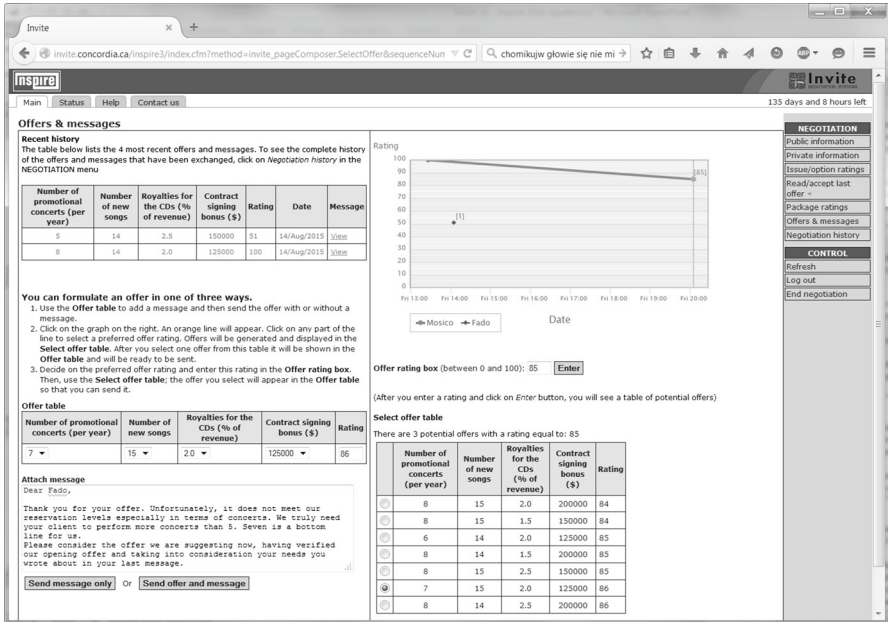 Invite
invite.concordia.ca/inspire3/index.cfm?method=invite_pageComposer.SelectOffer&sequenceNum
chomikujw głowie się nie mi
ABP
Inspire
Invite
NEGOTIATION SYSTEMS
Main Status Help Contact us
135 days and 8 hours left
Offers & messages
Recent history
The table below lists the 4 most recent offers and messages. To see the complete history
of the offers and messages that have been exchanged, click on Negotiation history in the
NEGOTIATION menu
Number of promotional concerts (per year) Number of new songs Royalties for the CDs (% of revenue) Contract signing bonus ($) Rating Date Message
5 14 2.5 150000 51 14/Aug/2015 View
8 14 2.0 125000 100 14/Aug/2015 View
You can formulate an offer in one of three ways.
1. Use the Offer table to add a message and then send the offer with or without a
message.
2. Click on the graph on the right. An orange line will appear. Click on any part of the
line to select a preferred offer rating. Offers will be generated and displayed in the
Select offer table. After you select one offer from this table it will be shown in the
Offer table and will be ready to be sent.
3. Decide on the preferred offer rating and enter this rating in the Offer rating box.
Then, use the Select offer table; the offer you select will appear in the Offer table
so that you can send it.
Offer table
Number of promotional concerts (per year) Number of new songs Royalties for the CDs (% of revenue) Contract signing bonus ($) Rating
7 15 2.0 125000 86
Attach message
Dear Fado,
Thank you for your offer. Unfortunately, it does not meet our
reservation levels especially in terms of concerts. We truly need
your client to perform more concerts than 5. Seven is a bottom
line for us.
Please consider the offer we are suggesting now, having verified
our opening offer and taking into consideration your needs you
wrote about in your last message.
Send message only Or Send offer and message
Rating
100
90
80
70
60
50
40
30
20
10
0
[85]
[1]
Fri 13:00 Fri 14:00 Fri 15:00 Fri 16:00 Fri 17:00 Fri 18:00 Fri 19:00 Fri 20:00
Mosico Fado
Date
Offer rating box (between 0 and 100): 85 Enter
(After you enter a rating and click on Enter button, you will see a table of potential offers)
Select offer table
There are 3 potential offers with a rating equal to: 85
Number of promotional concerts (per year) Number of new songs Royalties for the CDs (% of revenue) Contract signing bonus ($) Rating
8 15 2.0 200000 84
8 15 1.5 150000 84
6 14 2.0 125000 85
8 14 1.5 200000 85
8 15 2.5 150000 85
7 15 2.0 125000 86
8 14 2.5 200000 86
NEGOTIATION
Public information
Private information
Issue/option ratings
Read/accept last
offer <
Package ratings
Offers & messages
Negotiation history
CONTROL
Refresh
Log out
End negotiation